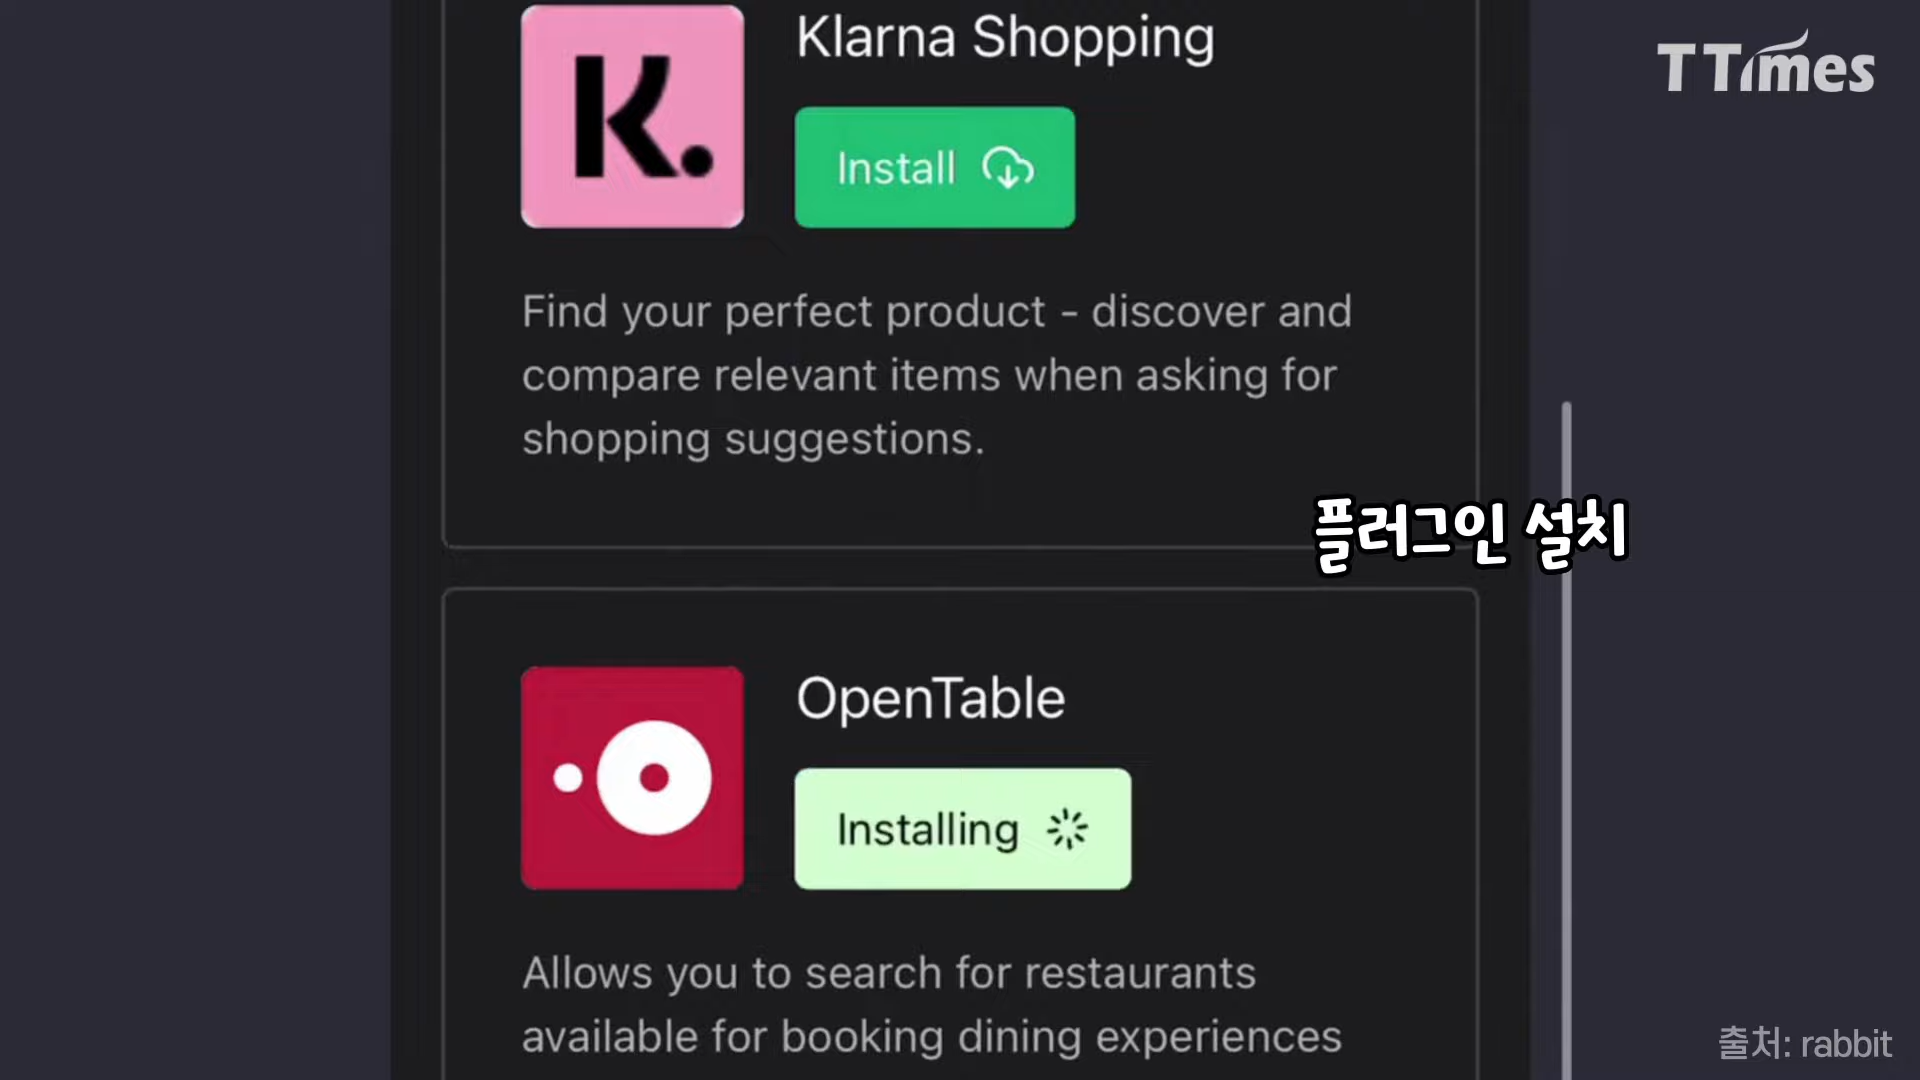 Klarna Shopping
TTimes
K.
Install
Find your perfect product - discover and
compare relevant items when asking for
shopping suggestions.
플러그인 설치
OpenTable
Installing
Allows you to search for restaurants
available for booking dining experiences
출처: rabbit